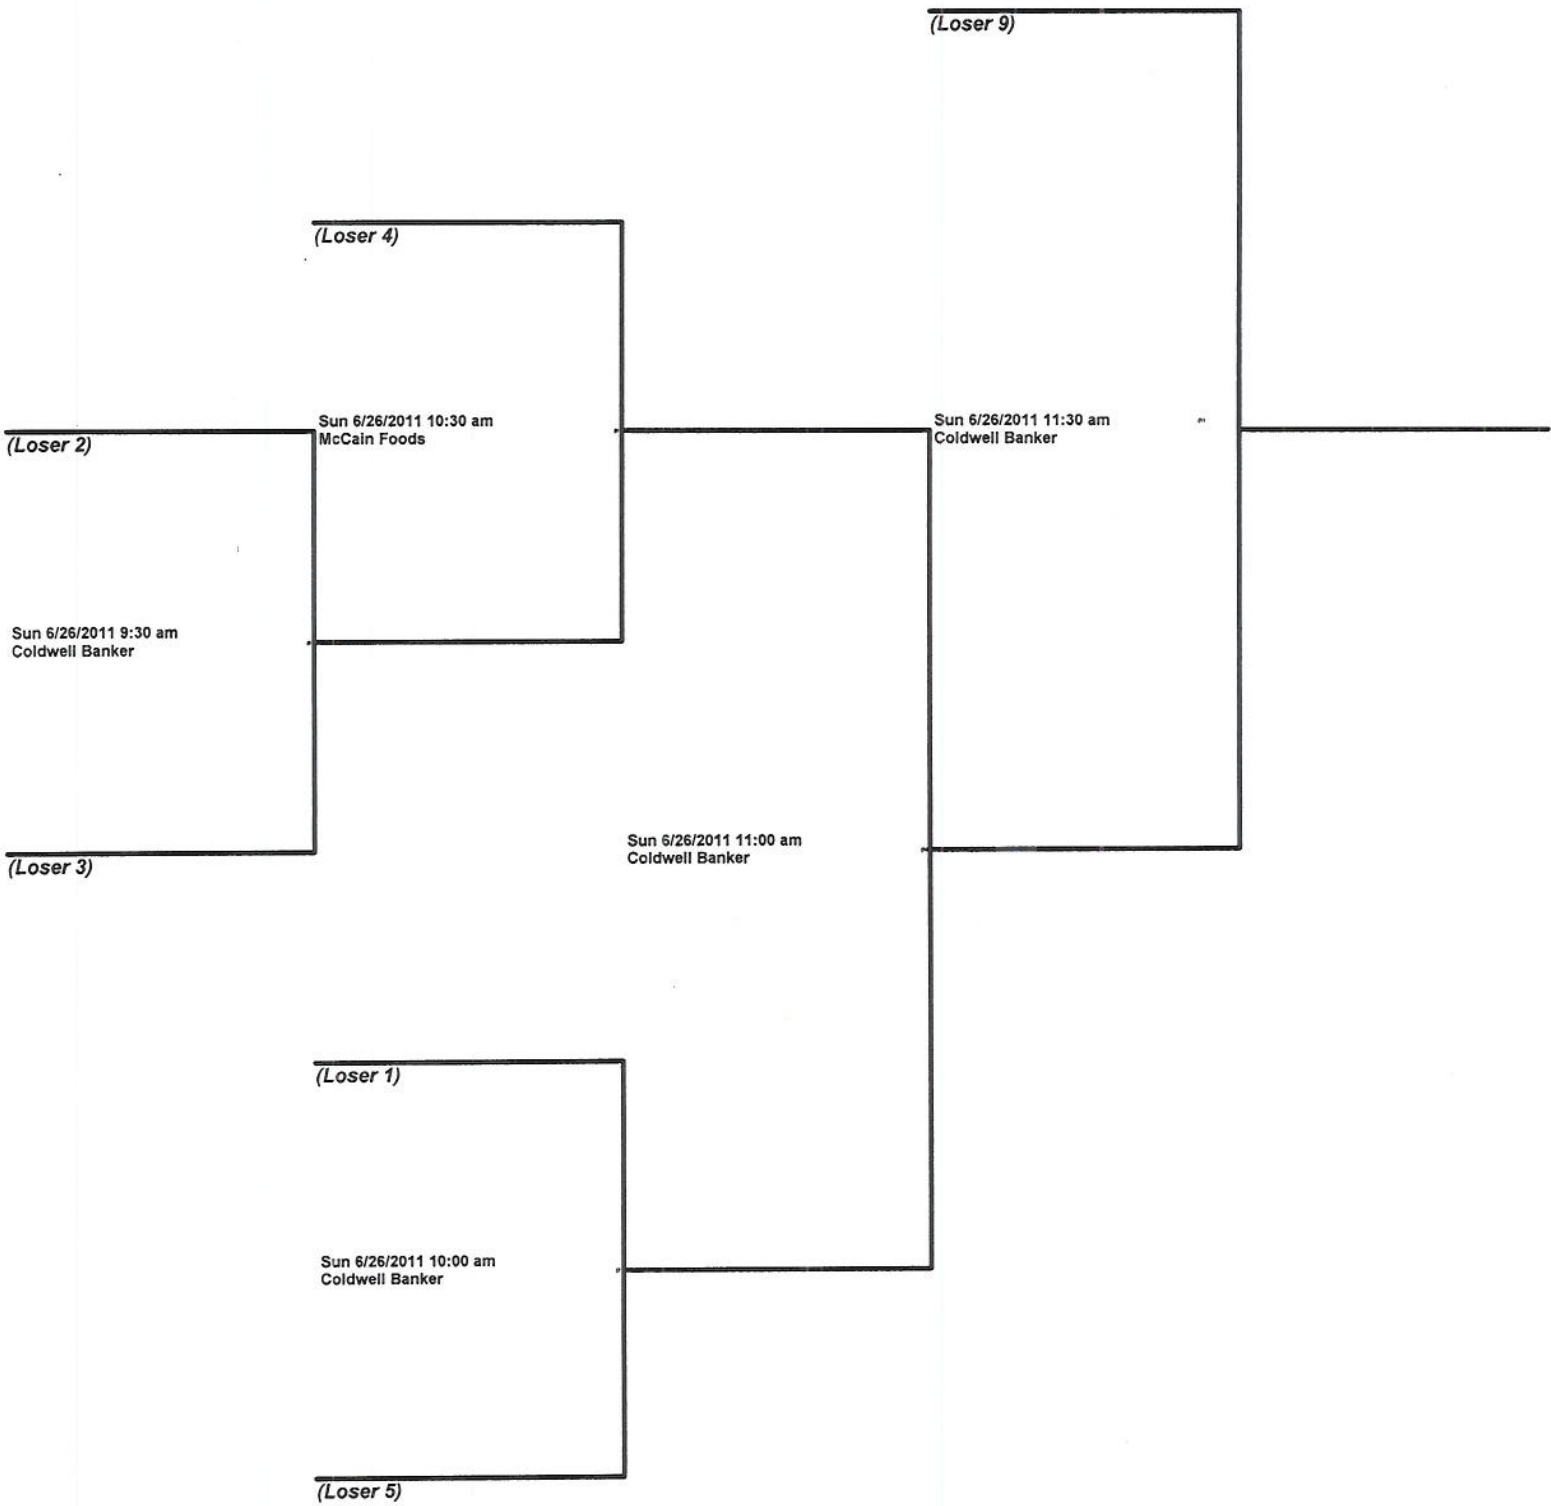 (Loser 9)
(Loser 4)
Sun 6/26/2011 10:30 am
McCain Foods
Sun 6/26/2011 11:30 am
Coldwell Banker
(Loser 2)
Sun 6/26/2011 9:30 am
Coldwell Banker
Sun 6/26/2011 11:00 am
Coldwell Banker
(Loser 3)
(Loser 1)
Sun 6/26/2011 10:00 am
Coldwell Banker
(Loser 5)